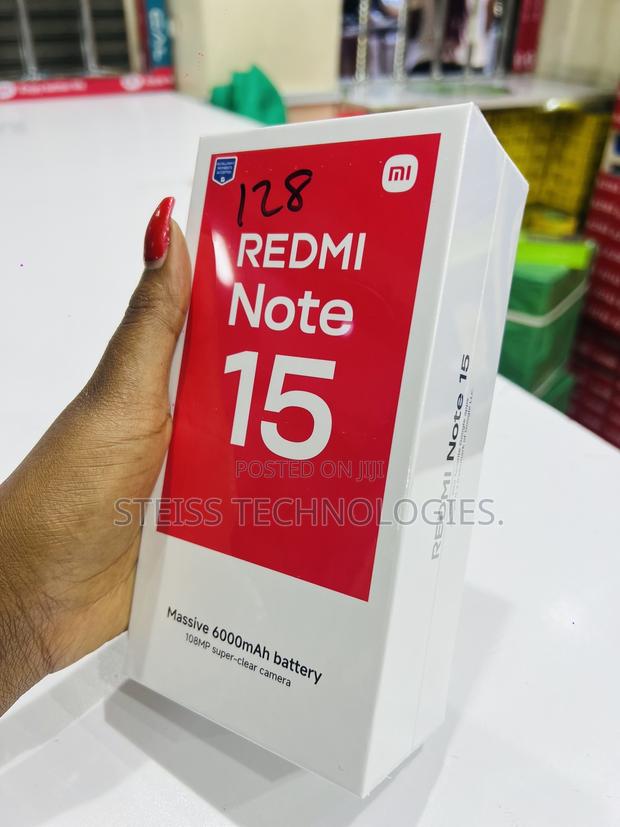 128
REDMI
Note
15
POSTED ON JIJI
STEISS TECHNOLOGIES.
Massive 6000mAh battery
108MP super-clear camera
REDMI Note 15